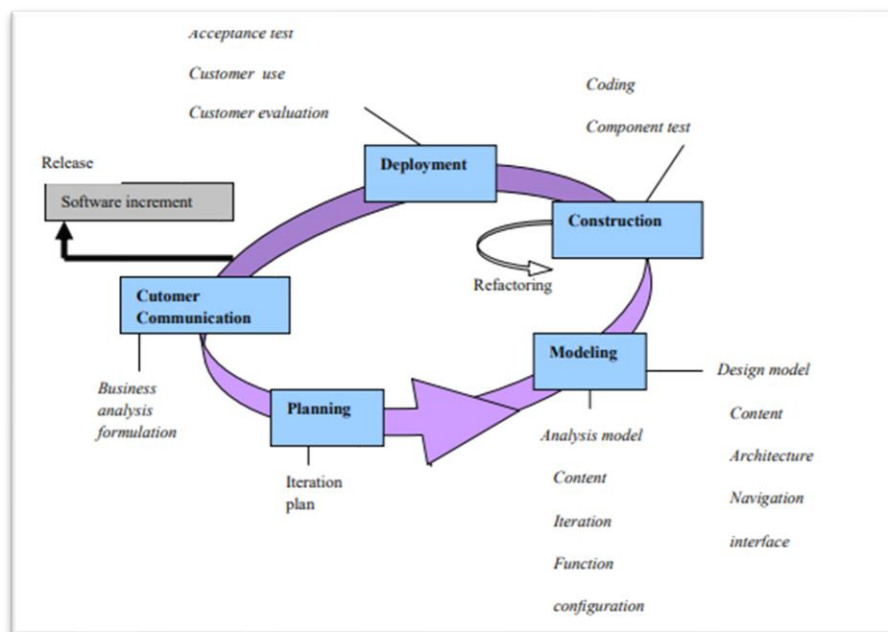 Acceptance test
Customer use
Customer evaluation
Coding
Component test
Deployment
Release
Software increment
Construction
Refactoring
Cutomer
Communication
Modeling
Design model
Business
analysis
formulation
Planning
Analysis model
Content
Architecture
Navigation
interface
Iteration
plan
Content
Iteration
Function
configuration